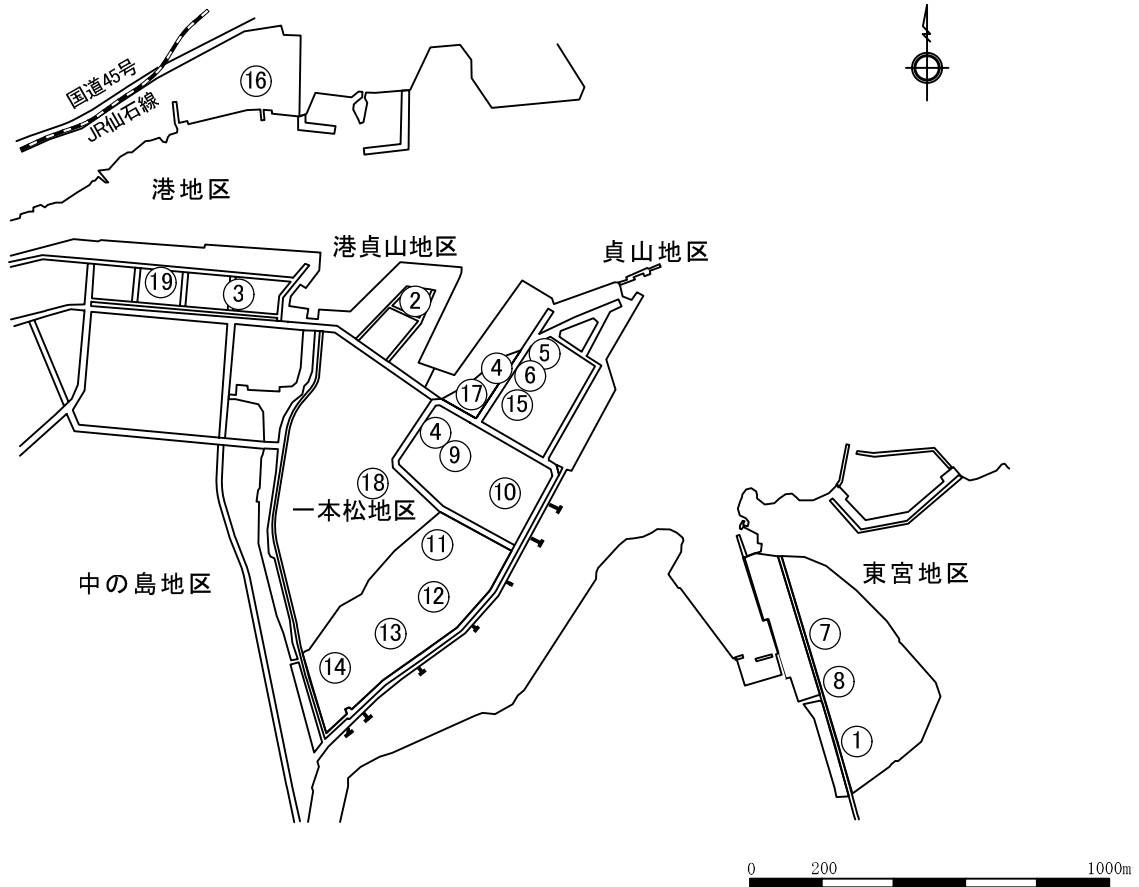 国道45号
JR仙石線
⑯
港地区
港貞山地区
貞山地区
⑲
③
②
⑤
④
⑥
⑰
⑮
④
⑨
⑱
⑩
一本松地区
⑪
中の島地区
⑫
⑬
⑭
東宮地区
⑦
⑧
①
0 200 1000m